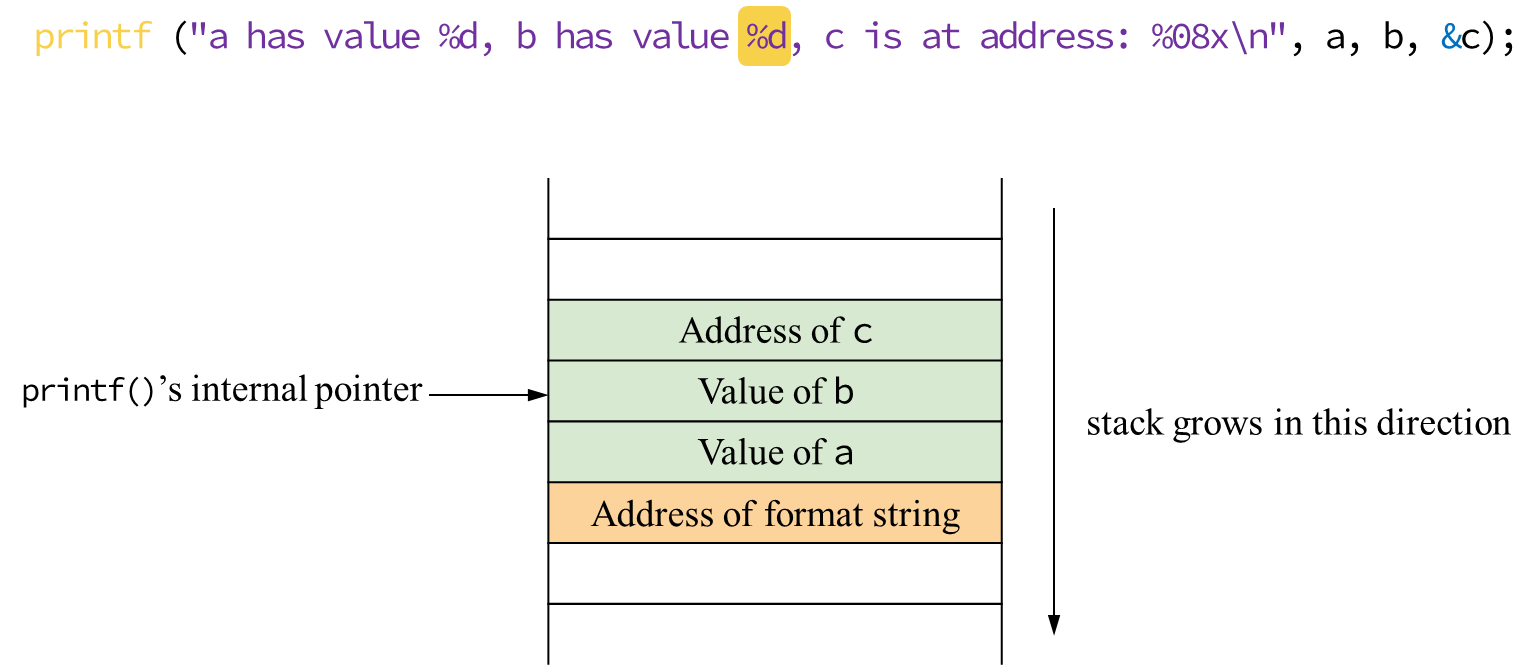 printf ("a has value %d, b has value %d, c is at address: %08x\n", a, b, &c);
Address of c
printf()’s internal pointer
Value of b
stack grows in this direction
Value of a
Address of format string